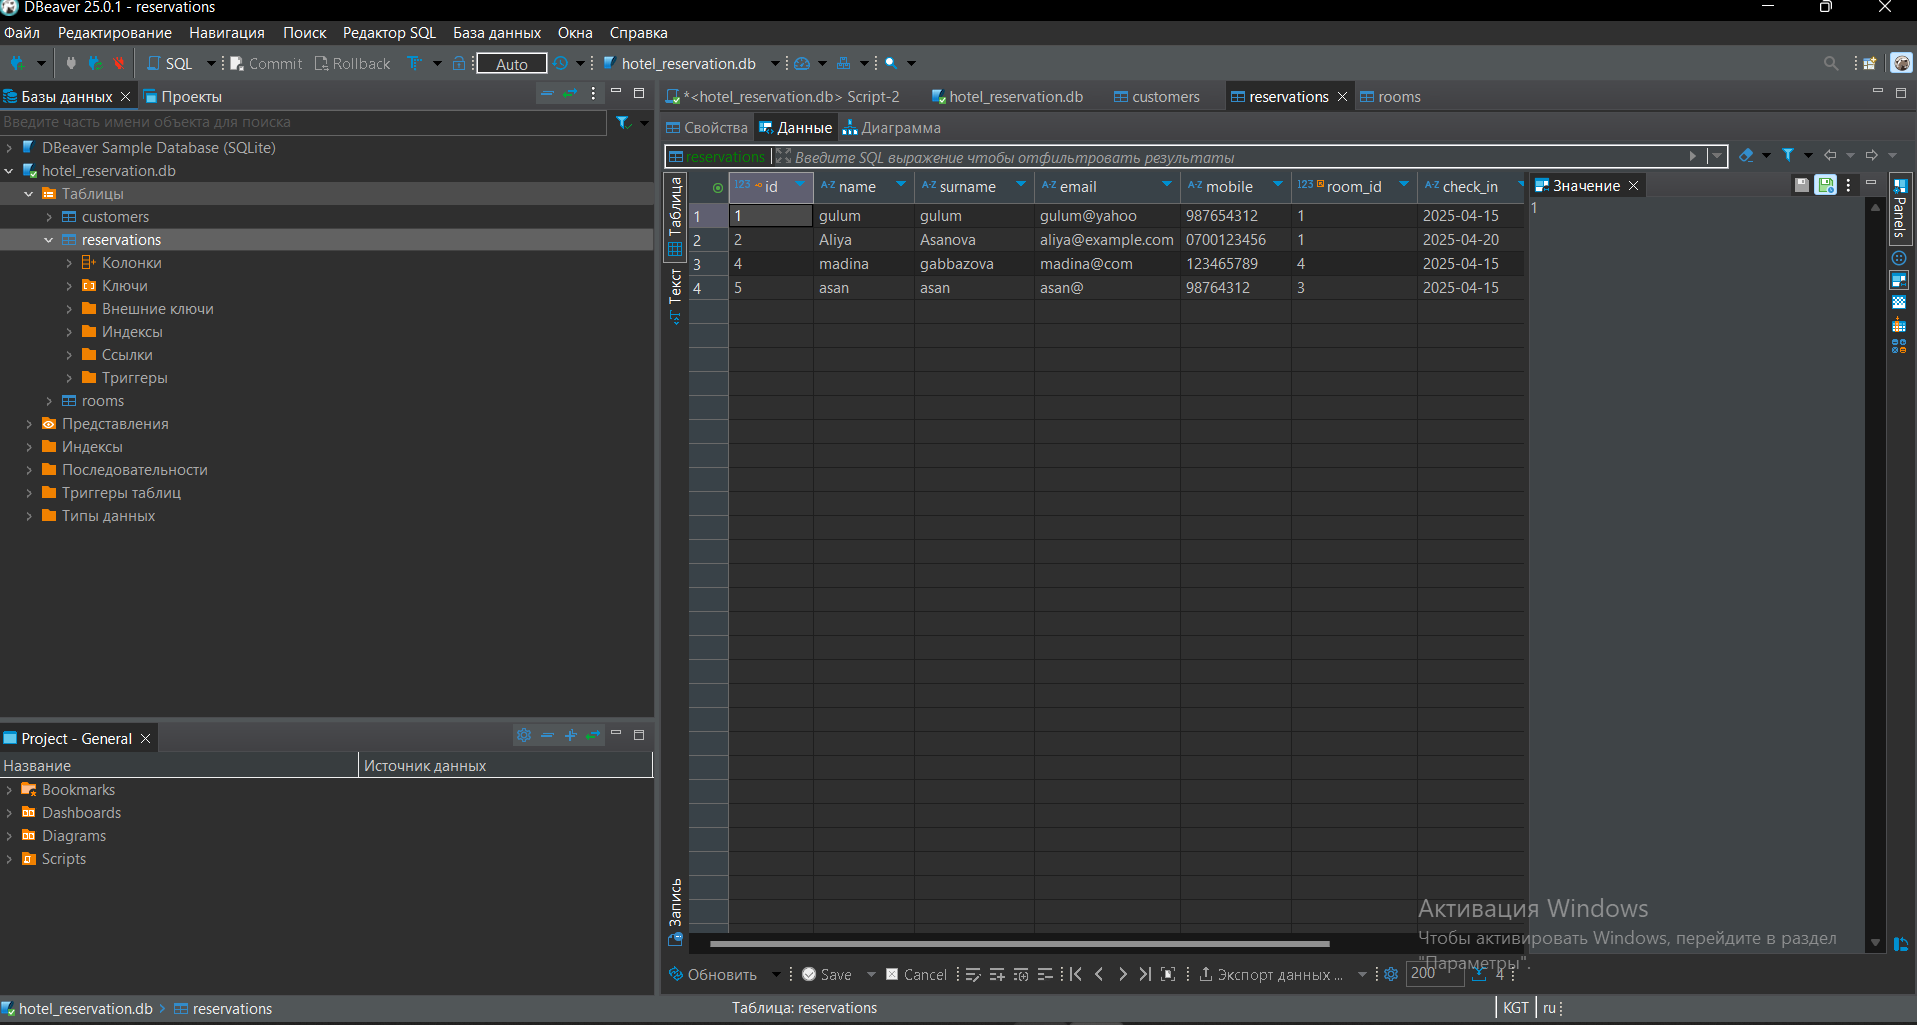 DBeaver 25.0.1 - reservations
Файл Редактирование Навигация Поиск Редактор SQL База данных Окна Справка
SQL Commit Rollback Auto hotel_reservation.db
Базы данных Проекты
Введите часть имени объекта для поиска
DBeaver Sample Database (SQLite)
hotel_reservation.db
Таблицы
customers
reservations
Колонки
Ключи
Внешние ключи
Индексы
Ссылки
Триггеры
rooms
Представления
Индексы
Последовательности
Триггеры таблиц
Типы данных
Project - General
Название Источник данных
Bookmarks
Dashboards
Diagrams
Scripts
*<hotel_reservation.db> Script-2 hotel_reservation.db customers reservations rooms
Свойства Данные Диаграмма
reservations Введите SQL выражение чтобы отфильтровать результаты
Таблица
Текст
Запись
123 id A-Z name A-Z surname A-Z email A-Z mobile 123 room_id A-Z check_in
1 1 gulum gulum gulum@yahoo 987654312 1 2025-04-15
2 2 Aliya Asanova aliya@example.com 0700123456 1 2025-04-20
3 4 madina gabbazova madina@com 123465789 4 2025-04-15
4 5 asan asan asan@ 98764312 3 2025-04-15
Значение
1
Panels
Активация Windows
Чтобы активировать Windows, перейдите в раздел
"Параметры".
Обновить Save Cancel Экспорт данных ... 200 4
hotel_reservation.db reservations Таблица: reservations KGT ru